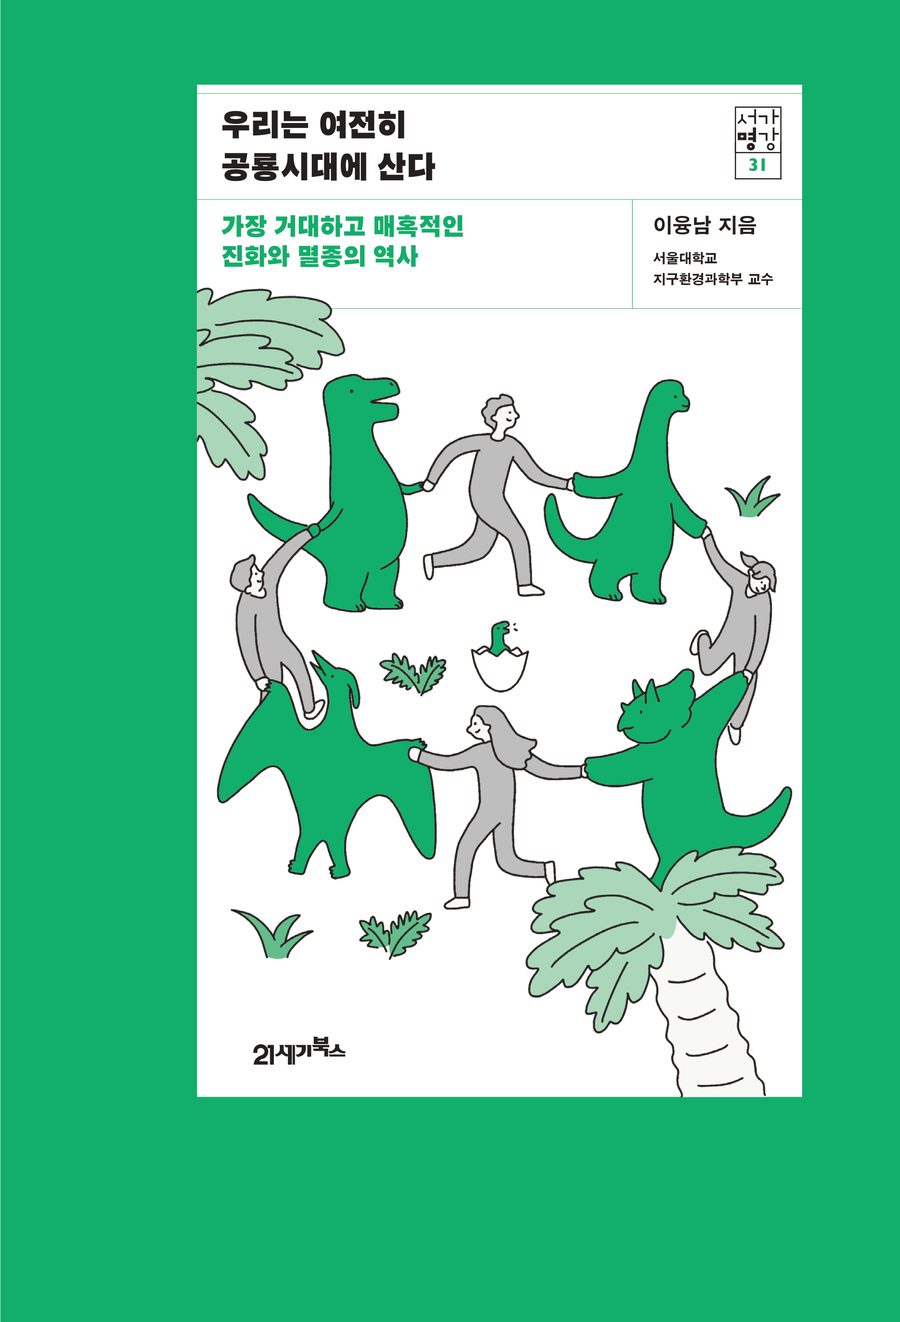 우리는 여전히
공룡시대에 산다
서가
명강
31
가장 거대하고 매혹적인
진화와 멸종의 역사
이융남 지음
서울대학교
지구환경과학부 교수
21세기북스